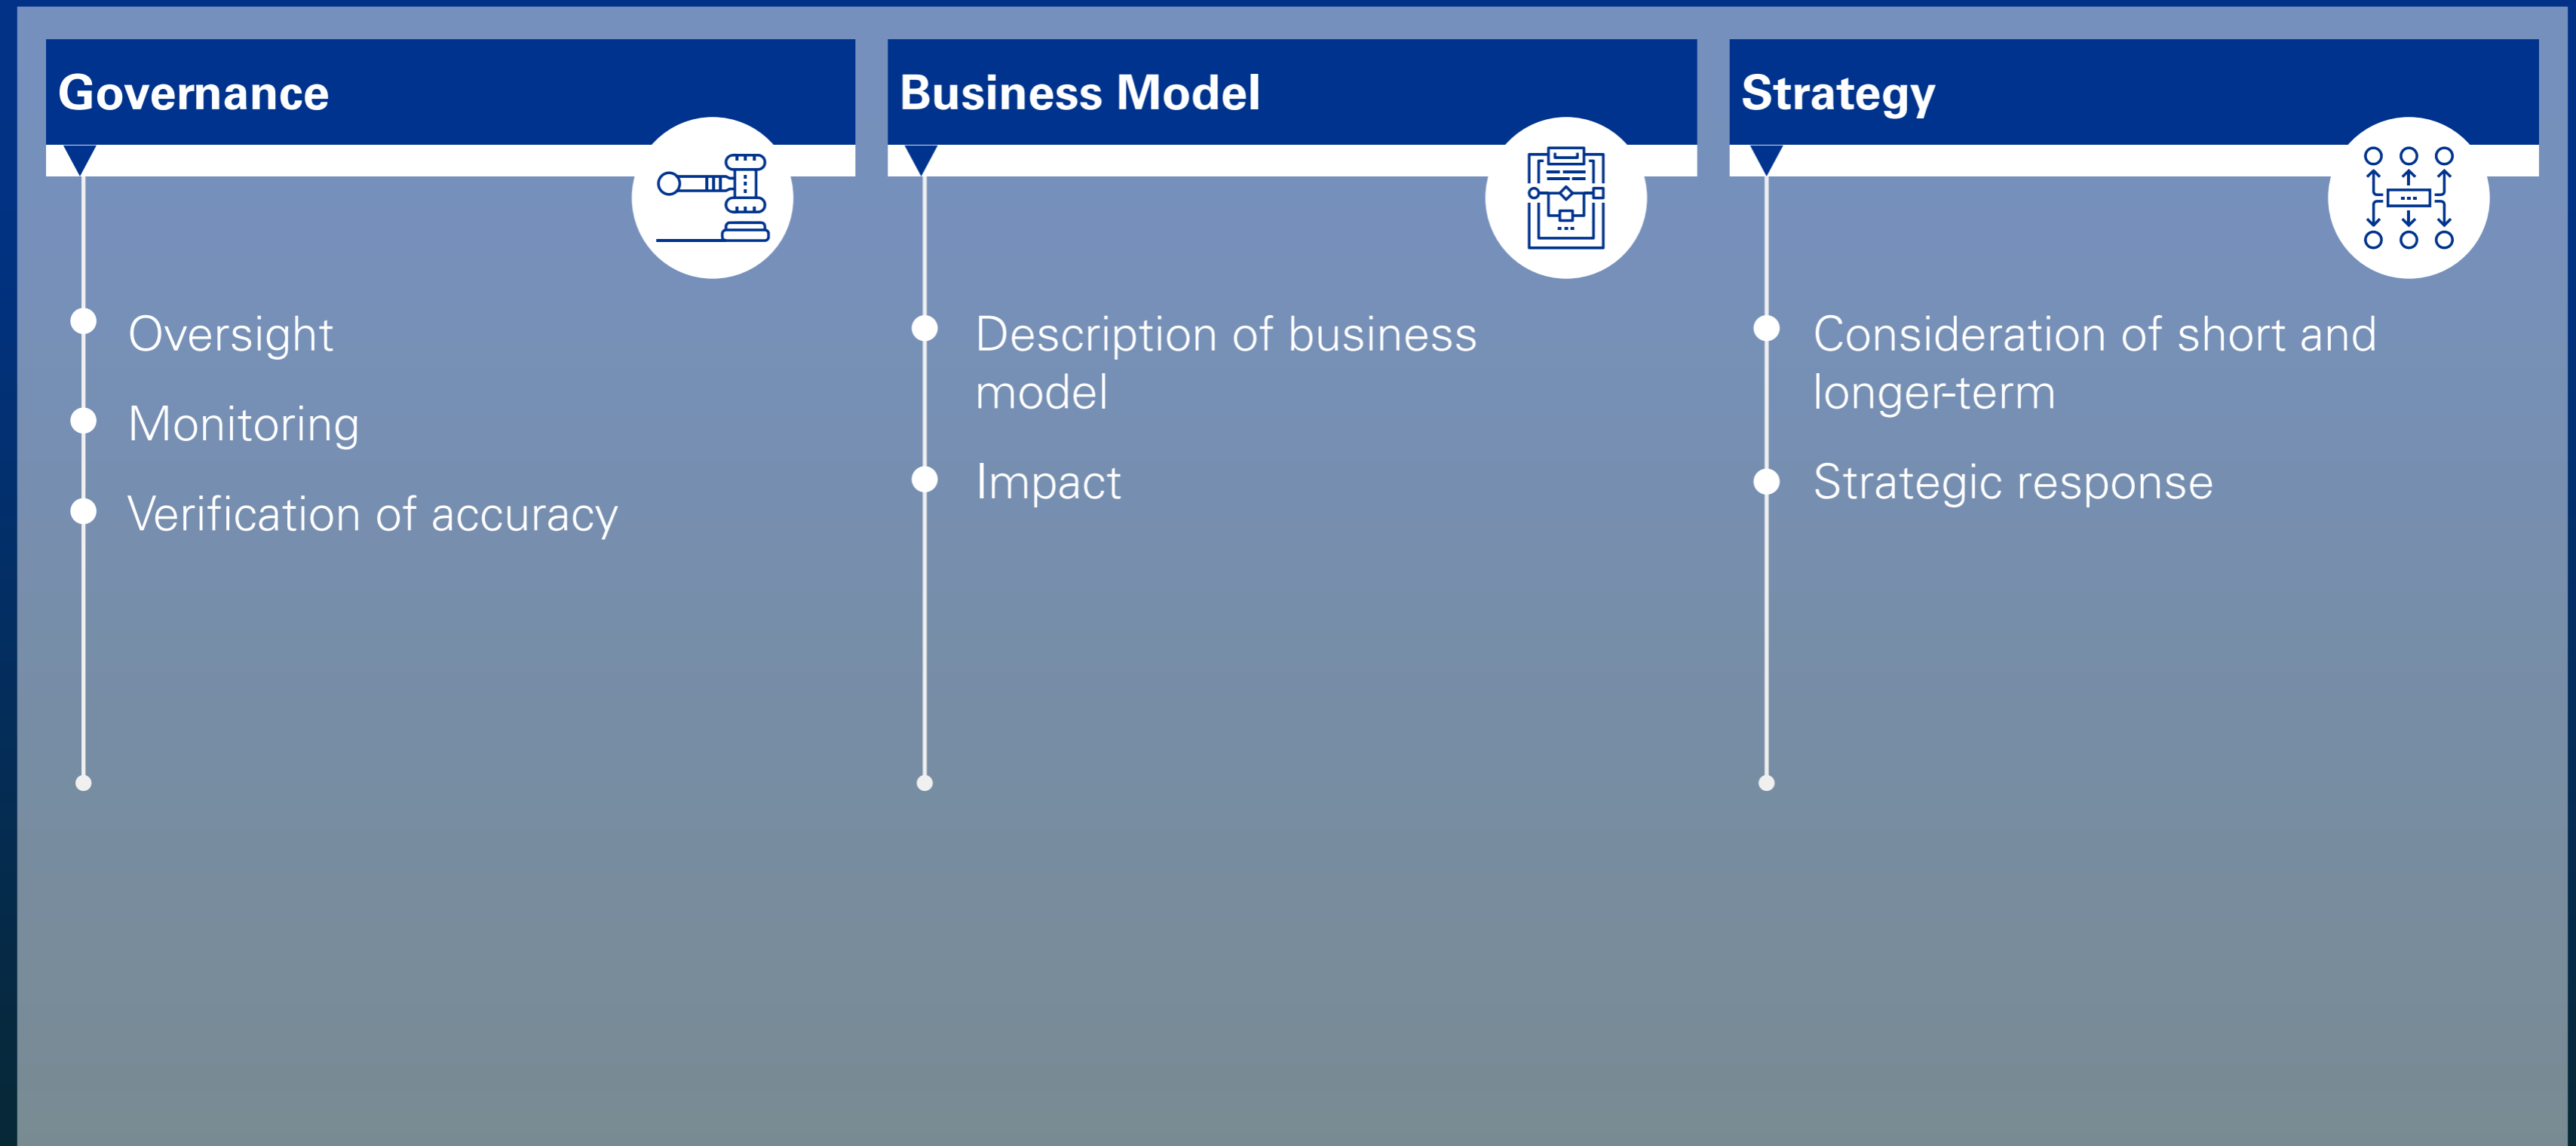 Governance
Oversight
Monitoring
Verification of accuracy
Business Model
Description of business
model
Impact
Strategy
Consideration of short and
longer-term
Strategic response